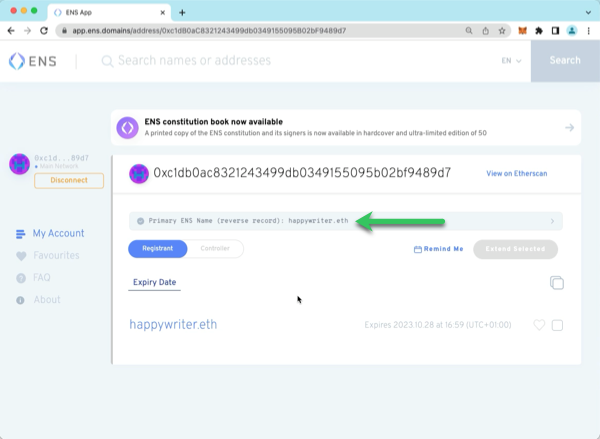 ENS App
app.ens.domains/address/0xc1dB0aC8321243499db0349155095B02bF9489d7
ENS
Search names or addresses
EN
Search
ENS constitution book now available
A printed copy of the ENS constitution and its signers is now available in hardcover and ultra-limited edition of 50
0xc1d...89d7
Main Network
Disconnect
0xc1db0ac8321243499db0349155095b02bf9489d7
View on Etherscan
Primary ENS Name (reverse record): happywriter.eth
Registrant
Controller
Remind Me
Extend Selected
My Account
Favourites
FAQ
About
Expiry Date
happywriter.eth
Expires 2023.10.28 at 16:59 (UTC+01:00)